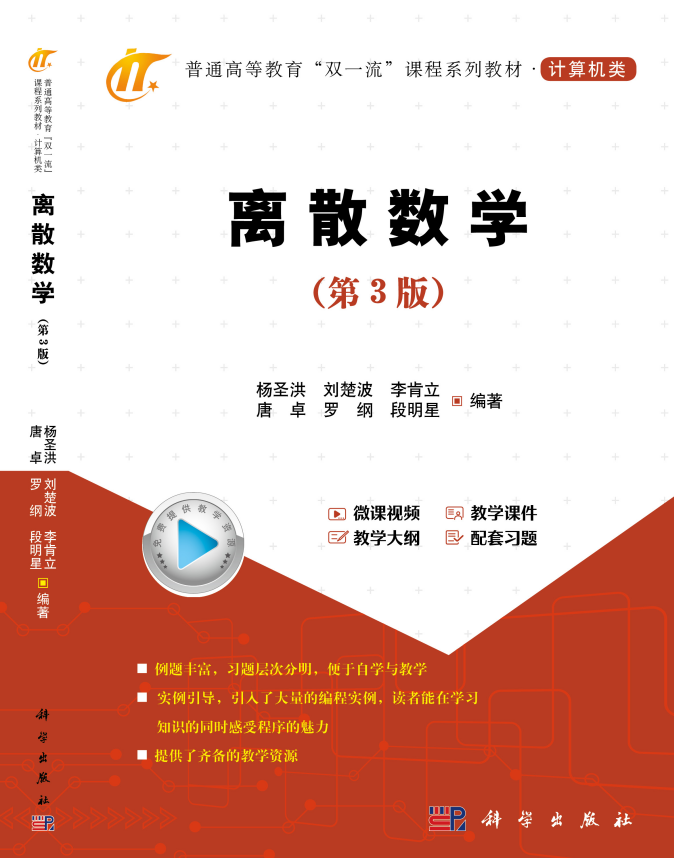 普通高等教育“双一流”课程系列教材·计算机类
离散数学
（第3版）
杨圣洪 刘楚波 李肯立
唐 卓 罗 纲 段明星 编著
微课视频 教学课件
教学大纲 配套习题
免费提供教学资源
例题丰富，习题层次分明，便于自学与教学
实例引导，引入了大量的编程实例，读者能在学习
知识的同时感受程序的魅力
提供了齐备的教学资源
科学出版社
普通高等教育“双一流”
课程系列教材·计算机类
离散数学
（第3版）
杨圣洪 刘楚波 李肯立
唐 卓 罗 纲 段明星
编著
科学出版社